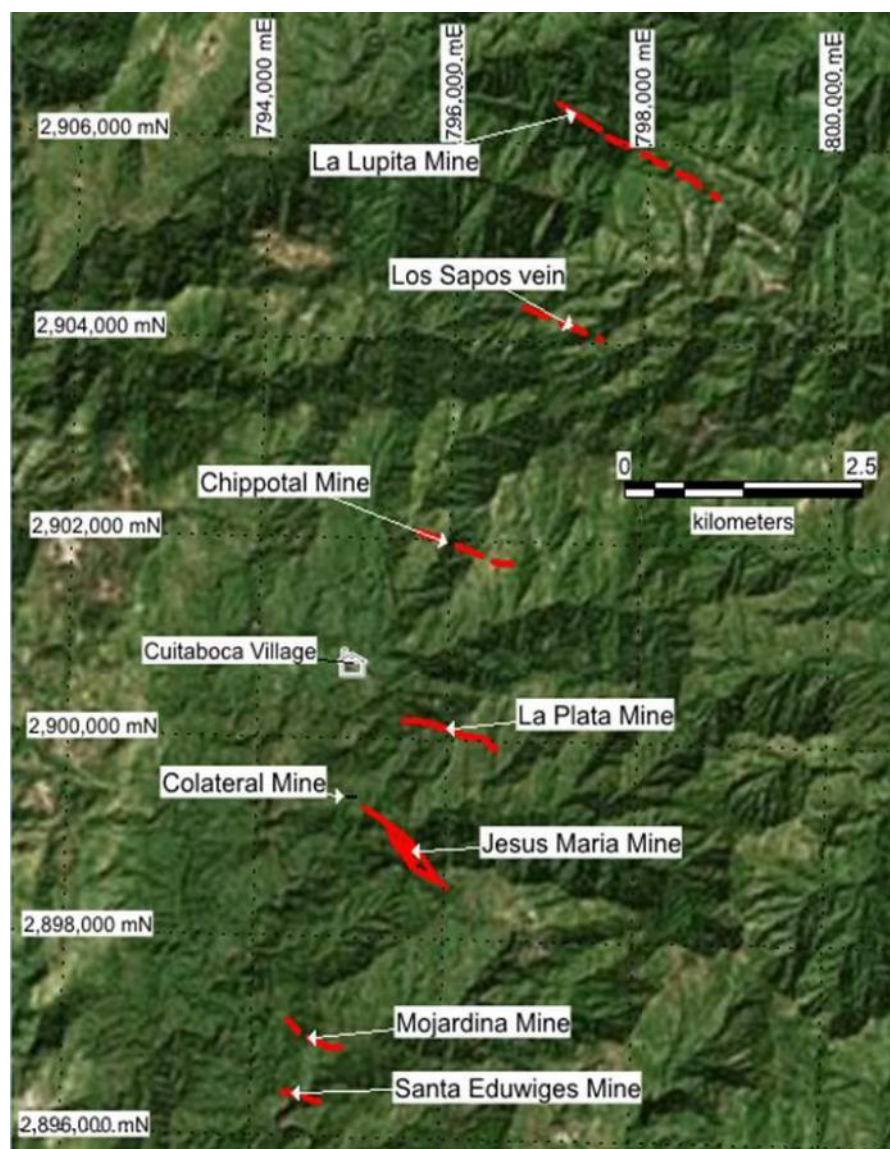 794,000 mE
796,000 mE
798,000 mE
800,000 mE
2,906,000 mN
La Lupita Mine
Los Sapos vein
2,904,000 mN
0 2.5
kilometers
Chippotal Mine
2,902,000 mN
Cuitaboca Village
La Plata Mine
2,900,000 mN
Colateral Mine
Jesus Maria Mine
2,898,000 mN
Mojardina Mine
Santa Eduwiges Mine
2,896,000 mN